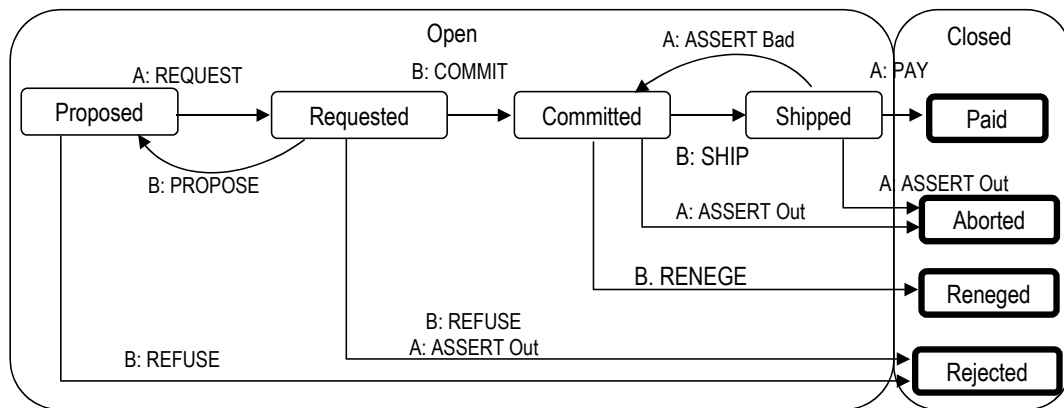 Open
Closed
A: ASSERT Bad
A: REQUEST
B: COMMIT
A: PAY
Proposed
Requested
Committed
Shipped
Paid
B: SHIP
B: PROPOSE
A: ASSERT Out
A: ASSERT Out
Aborted
B. RENEGE
Reneged
B: REFUSE
A: ASSERT Out
B: REFUSE
Rejected